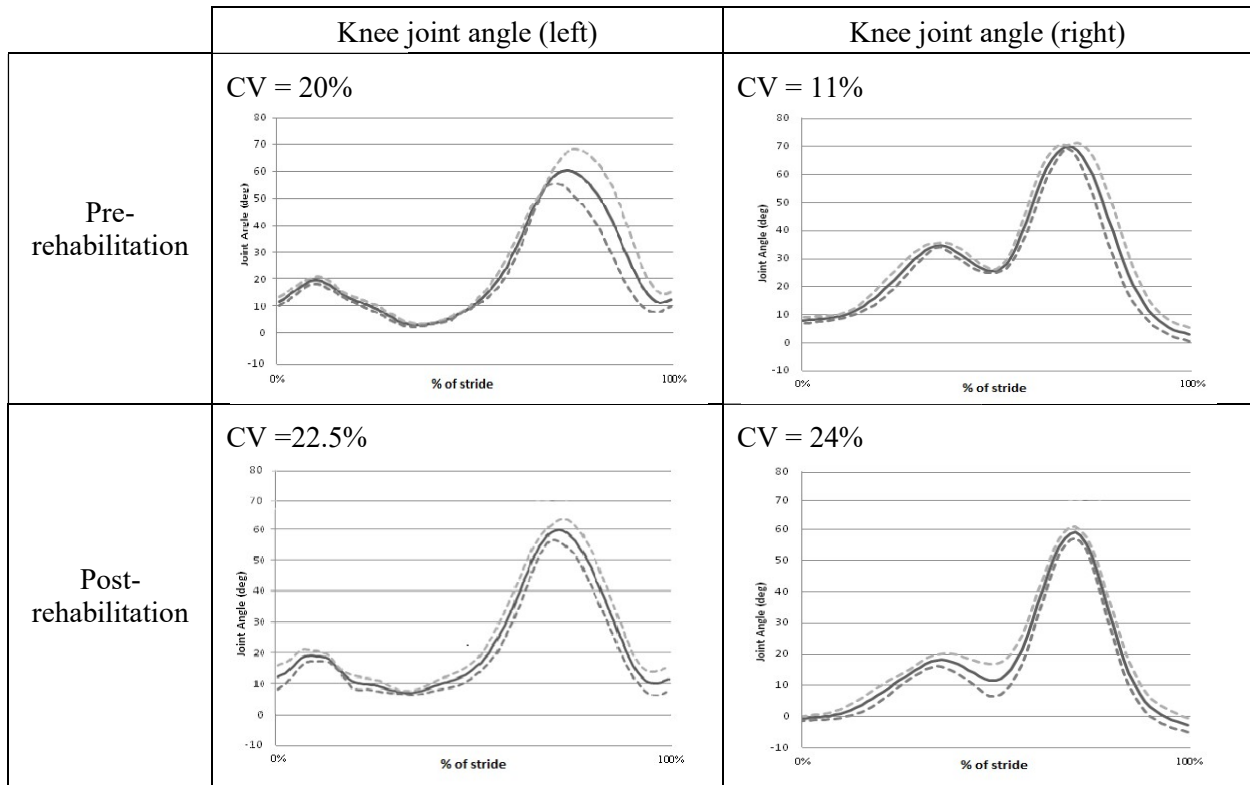 Knee joint angle (left)
Knee joint angle (right)
Pre-
rehabilitation
CV = 20%
80
70
60
50
40
30
20
10
0
-10
Joint Angle (deg)
0%
% of stride
100%
CV = 11%
80
70
60
50
40
30
20
10
0
-10
Joint Angle (deg)
0%
% of stride
100%
Post-
rehabilitation
CV =22.5%
80
70
60
50
40
30
20
10
0
-10
Joint Angle (deg)
0%
% of stride
100%
CV = 24%
80
70
60
50
40
30
20
10
0
-10
Joint Angle (deg)
0%
% of stride
100%